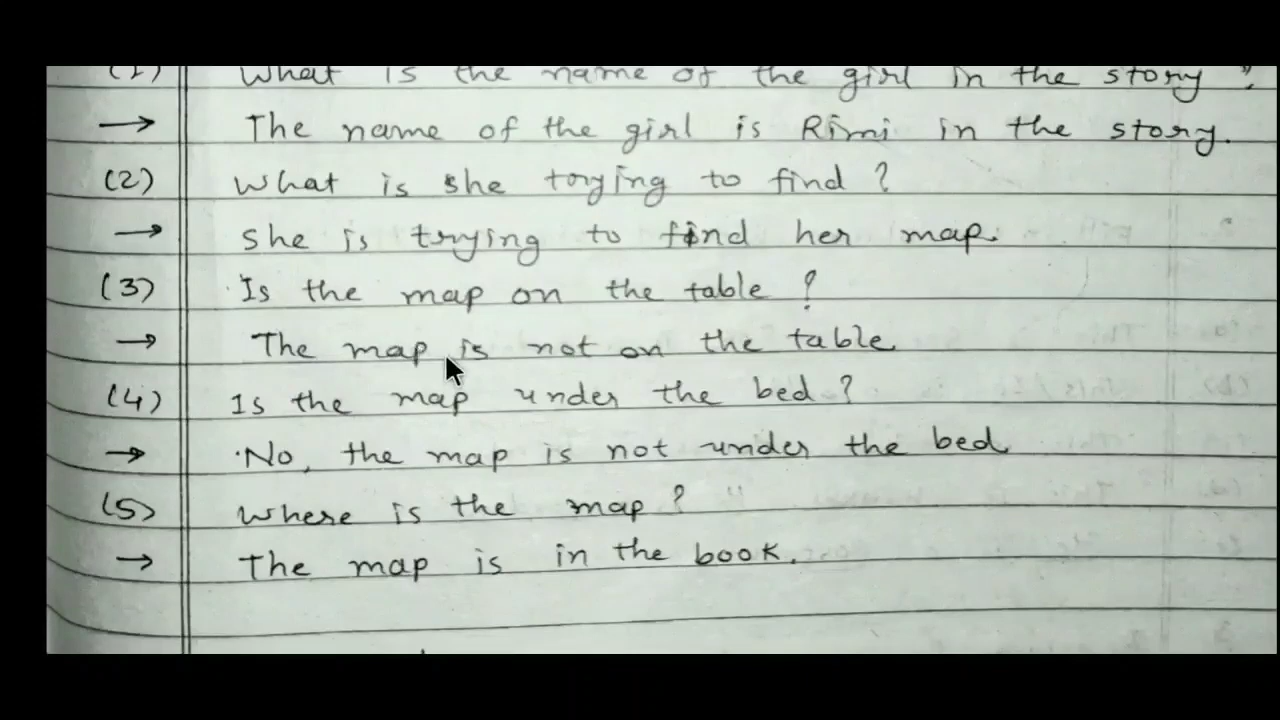 (1) What is the name of the girl in the story ?
→ The name of the girl is Rimi in the story.
(2) What is she trying to find ?
→ She is trying to find her map.
(3) Is the map on the table ?
→ The map is not on the table
(4) Is the map under the bed ?
→ No, the map is not under the bed
(5) Where is the map ?
→ The map is in the book.